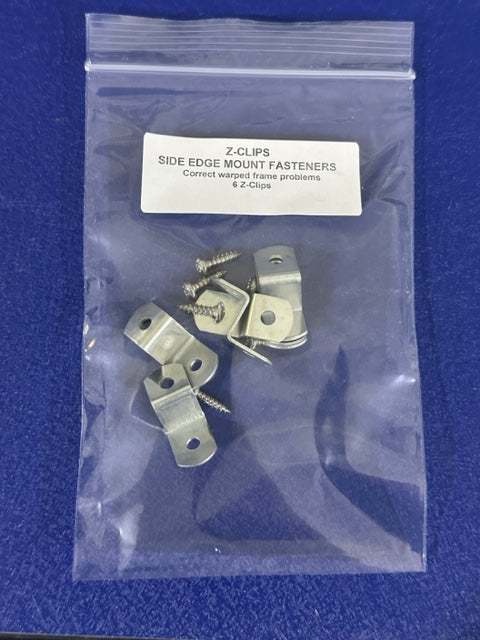 Z-CLIPS
SIDE EDGE MOUNT FASTENERS
Correct warped frame problems
6 Z-Clips